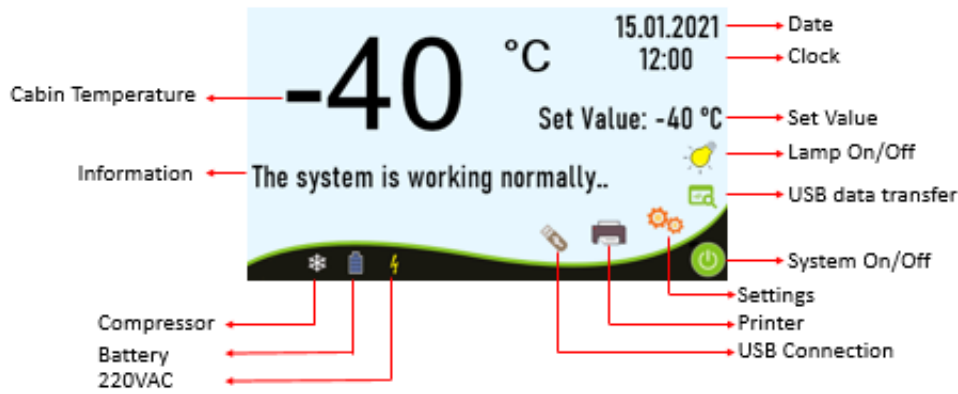 15.01.2021
Date
-40 °C
12:00
Clock
Cabin Temperature
Set Value: -40 °C
Set Value
Lamp On/Off
Information
The system is working normally..
USB data transfer
System On/Off
Settings
Compressor
Printer
Battery
USB Connection
220VAC